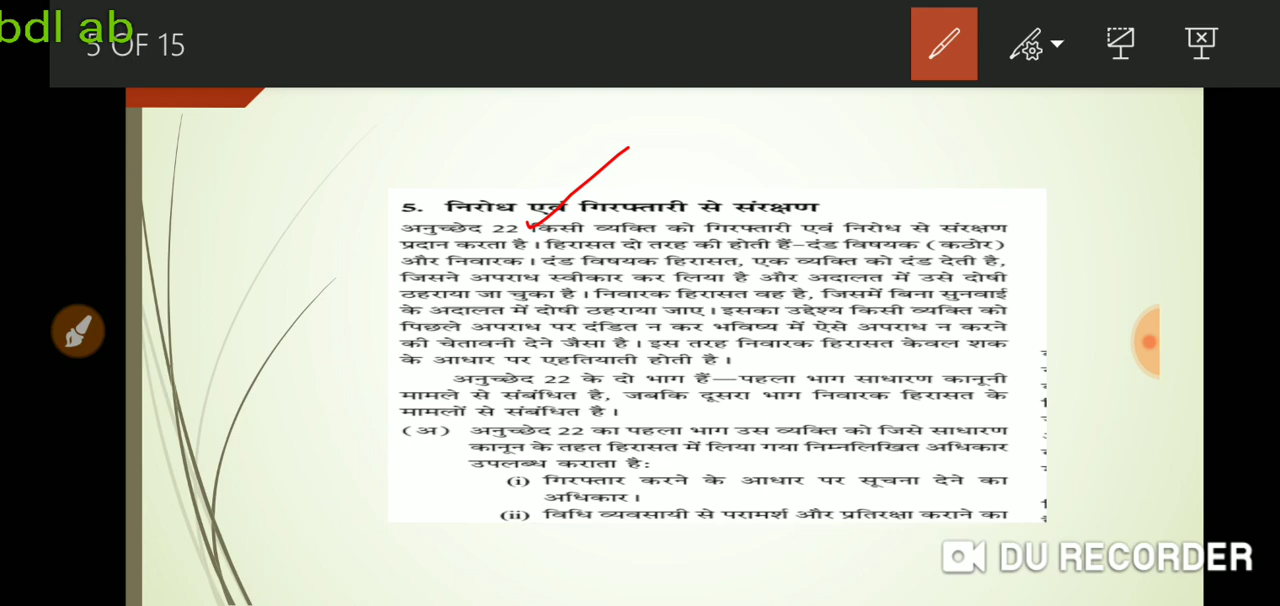 bdl ab
5 OF 15
5. निरोध एवं गिरफ्तारी से संरक्षण
अनुच्छेद 22 किसी व्यक्ति को गिरफ्तारी एवं निरोध से संरक्षण
प्रदान करता है। हिरासत दो तरह की होती हैं–दंड विषयक (कठोर)
और निवारक। दंड विषयक हिरासत, एक व्यक्ति को दंड देती है,
जिसने अपराध स्वीकार कर लिया है और अदालत में उसे दोषी
ठहराया जा चुका है। निवारक हिरासत वह है, जिसमें बिना सुनवाई
के अदालत में दोषी ठहराया जाए। इसका उद्देश्य किसी व्यक्ति को
पिछले अपराध पर दंडित न कर भविष्य में ऐसे अपराध न करने
की चेतावनी देने जैसा है। इस तरह निवारक हिरासत केवल शक
के आधार पर एहतियाती होती है।
अनुच्छेद 22 के दो भाग हैं—पहला भाग साधारण कानूनी
मामले से संबंधित है, जबकि दूसरा भाग निवारक हिरासत के
मामलों से संबंधित है।
(अ) अनुच्छेद 22 का पहला भाग उस व्यक्ति को जिसे साधारण
कानून के तहत हिरासत में लिया गया निम्नलिखित अधिकार
उपलब्ध कराता है:
(i) गिरफ्तार करने के आधार पर सूचना देने का
अधिकार।
(ii) विधि व्यवसायी से परामर्श और प्रतिरक्षा कराने का
DU RECORDER